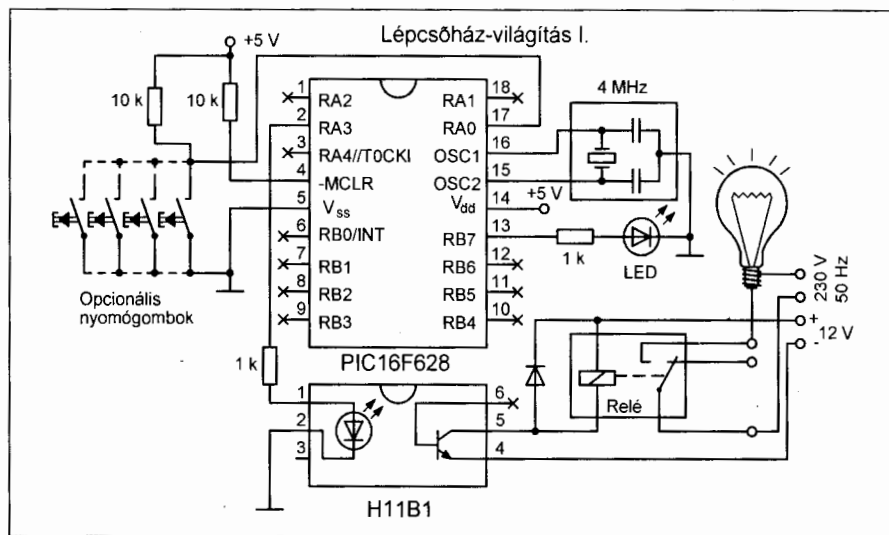 Lépcsőház-világítás I.
+5 V
10 k
10 k
1
RA2
2
RA3
3
RA4//T0CKI
4
-MCLR
5
Vss
6
RB0/INT
7
RB1
8
RB2
9
RB3
18
RA1
17
RA0
16
OSC1
15
OSC2
14
Vdd
13
RB7
12
RB6
11
RB5
10
RB4
PIC16F628
4 MHz
+5 V
1 k
LED
230 V
50 Hz
+
12 V
-
Opcionális
nyomógombok
1 k
Relé
1
2
3
6
5
4
H11B1